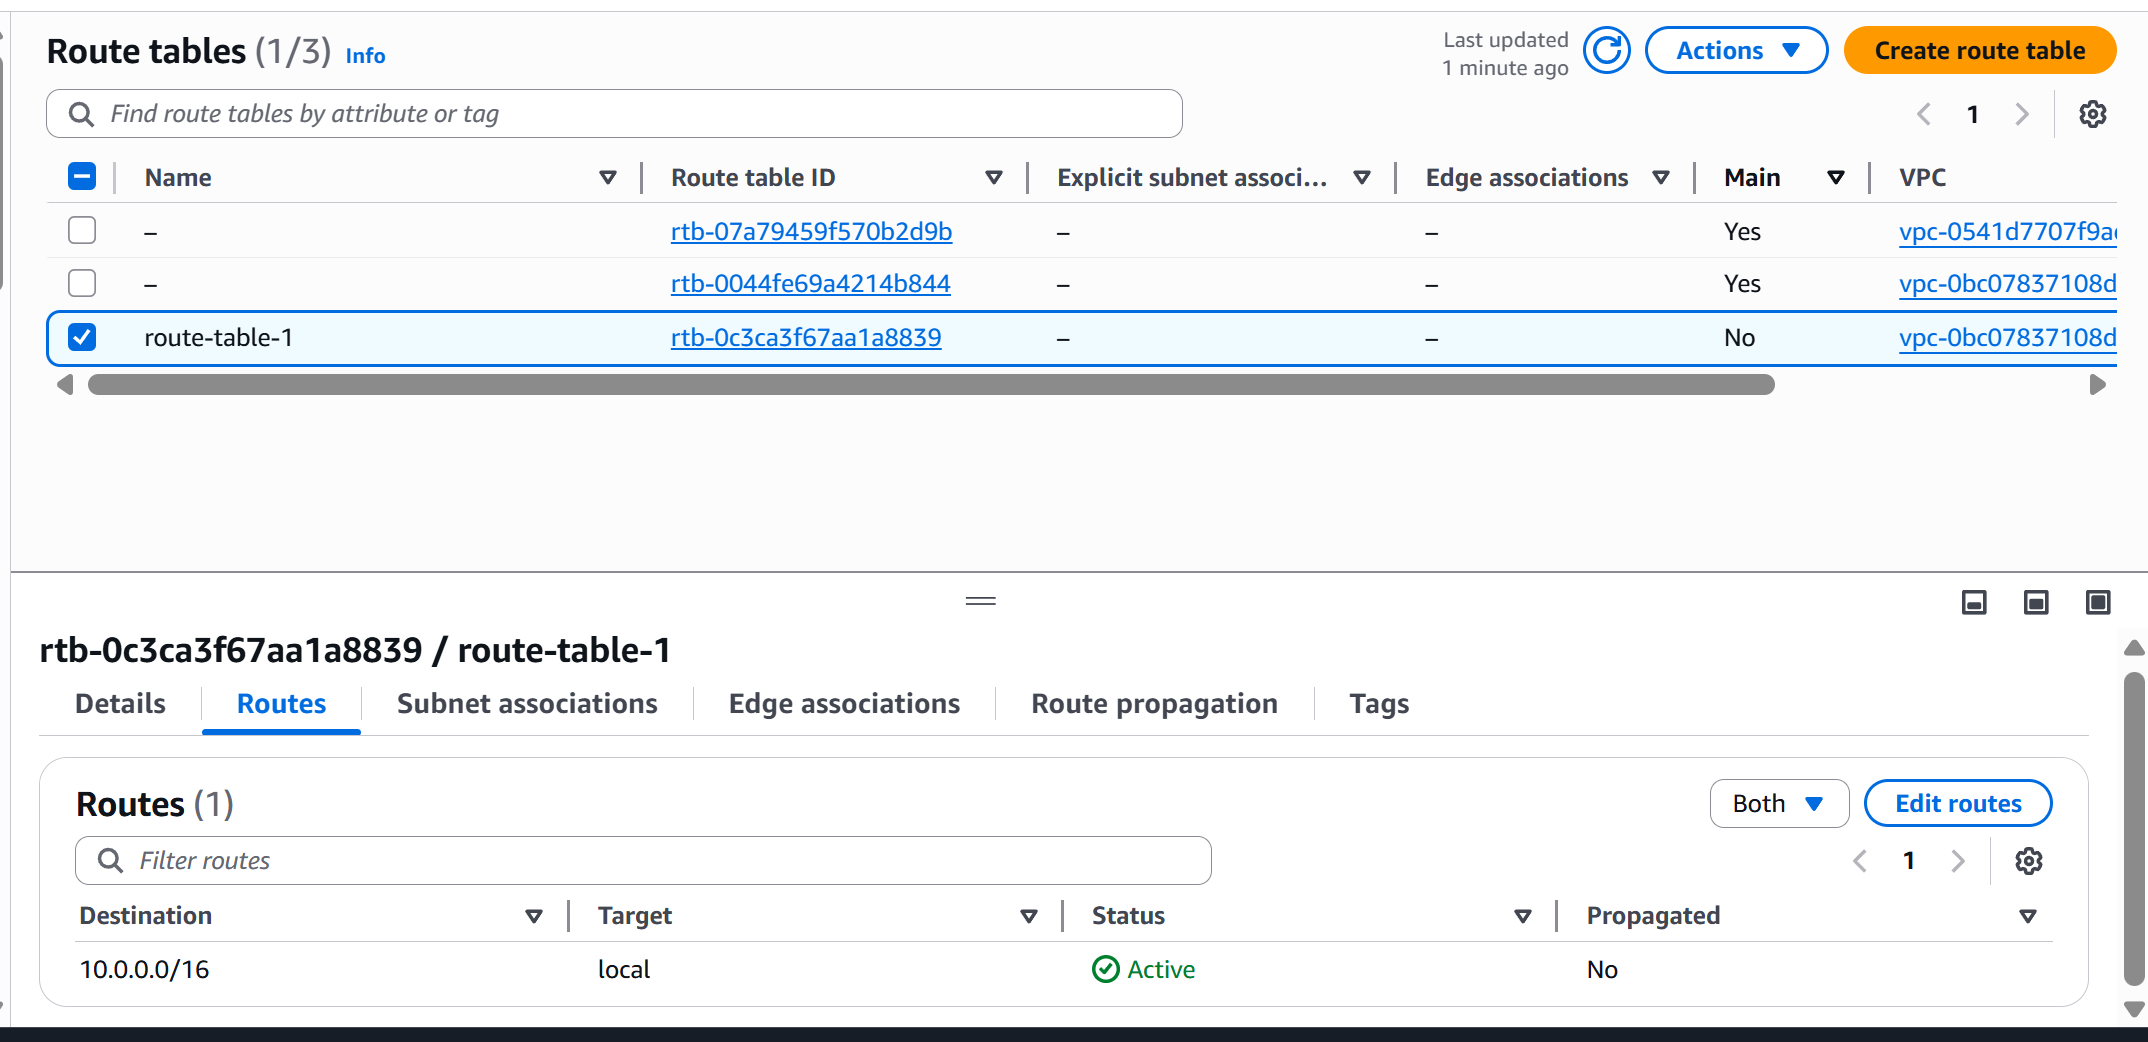 Route tables (1/3) Info
Last updated
1 minute ago
Actions
Create route table
Find route tables by attribute or tag
1
Name Route table ID Explicit subnet associ... Edge associations Main VPC
– rtb-07a79459f570b2d9b – – Yes vpc-0541d7707f9a
– rtb-0044fe69a4214b844 – – Yes vpc-0bc07837108d
route-table-1 rtb-0c3ca3f67aa1a8839 – – No vpc-0bc07837108d
rtb-0c3ca3f67aa1a8839 / route-table-1
Details Routes Subnet associations Edge associations Route propagation Tags
Routes (1)
Both
Edit routes
Filter routes
1
Destination Target Status Propagated
10.0.0.0/16 local Active No